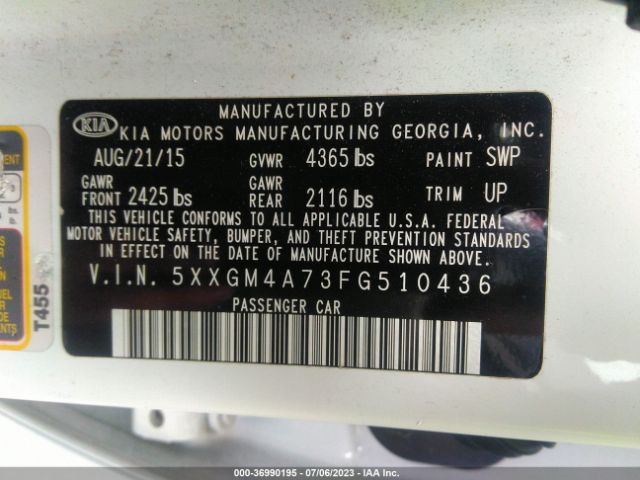 MANUFACTURED BY
KIA KIA MOTORS MANUFACTURING GEORGIA, INC.
AUG/21/15 GVWR 4365 lbs PAINT SWP
GAWR FRONT 2425 lbs GAWR REAR 2116 lbs TRIM UP
THIS VEHICLE CONFORMS TO ALL APPLICABLE U.S.A. FEDERAL
MOTOR VEHICLE SAFETY, BUMPER, AND THEFT PREVENTION STANDARDS
IN EFFECT ON THE DATE OF MANUFACTURE SHOWN ABOVE.
V.I.N. 5XXGM4A73FG510436
PASSENGER CAR
T455
000-36990195 - 07/06/2023 - IAA Inc.